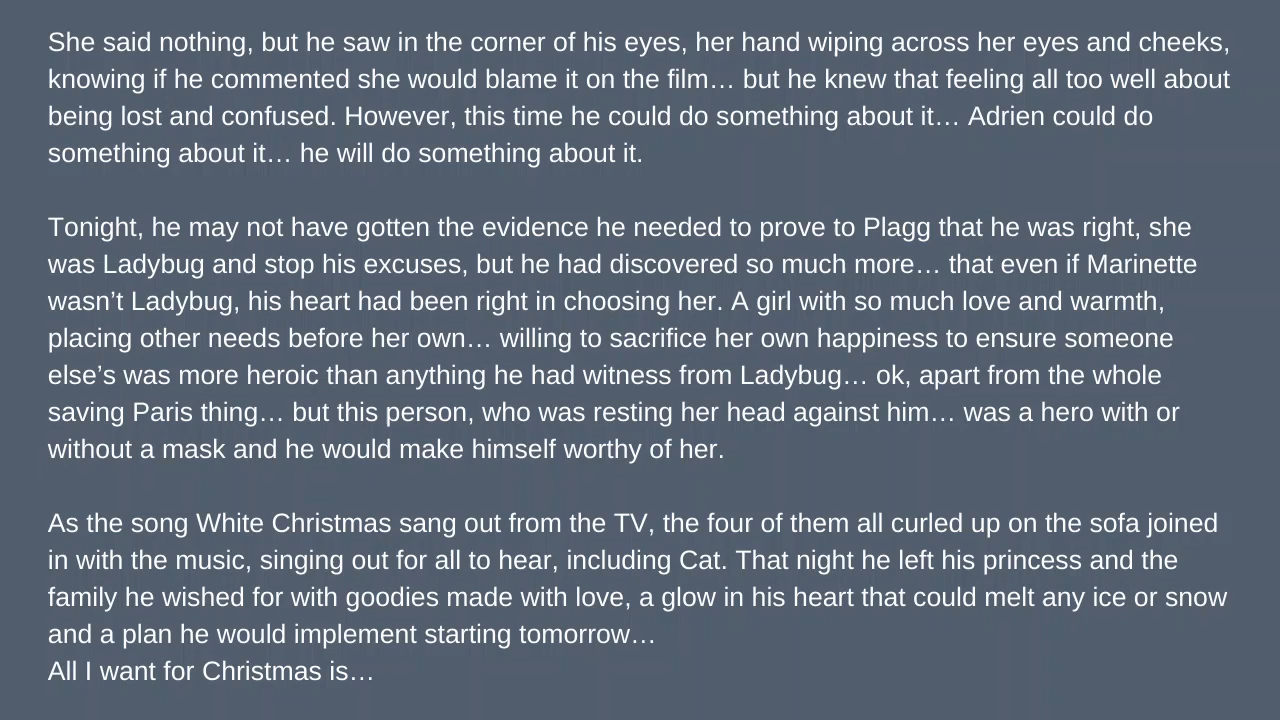 She said nothing, but he saw in the corner of his eyes, her hand wiping across her eyes and cheeks,
knowing if he commented she would blame it on the film… but he knew that feeling all too well about
being lost and confused. However, this time he could do something about it… Adrien could do
something about it… he will do something about it.
Tonight, he may not have gotten the evidence he needed to prove to Plagg that he was right, she
was Ladybug and stop his excuses, but he had discovered so much more… that even if Marinette
wasn’t Ladybug, his heart had been right in choosing her. A girl with so much love and warmth,
placing other needs before her own… willing to sacrifice her own happiness to ensure someone
else’s was more heroic than anything he had witness from Ladybug… ok, apart from the whole
saving Paris thing… but this person, who was resting her head against him… was a hero with or
without a mask and he would make himself worthy of her.
As the song White Christmas sang out from the TV, the four of them all curled up on the sofa joined
in with the music, singing out for all to hear, including Cat. That night he left his princess and the
family he wished for with goodies made with love, a glow in his heart that could melt any ice or snow
and a plan he would implement starting tomorrow…
All I want for Christmas is…